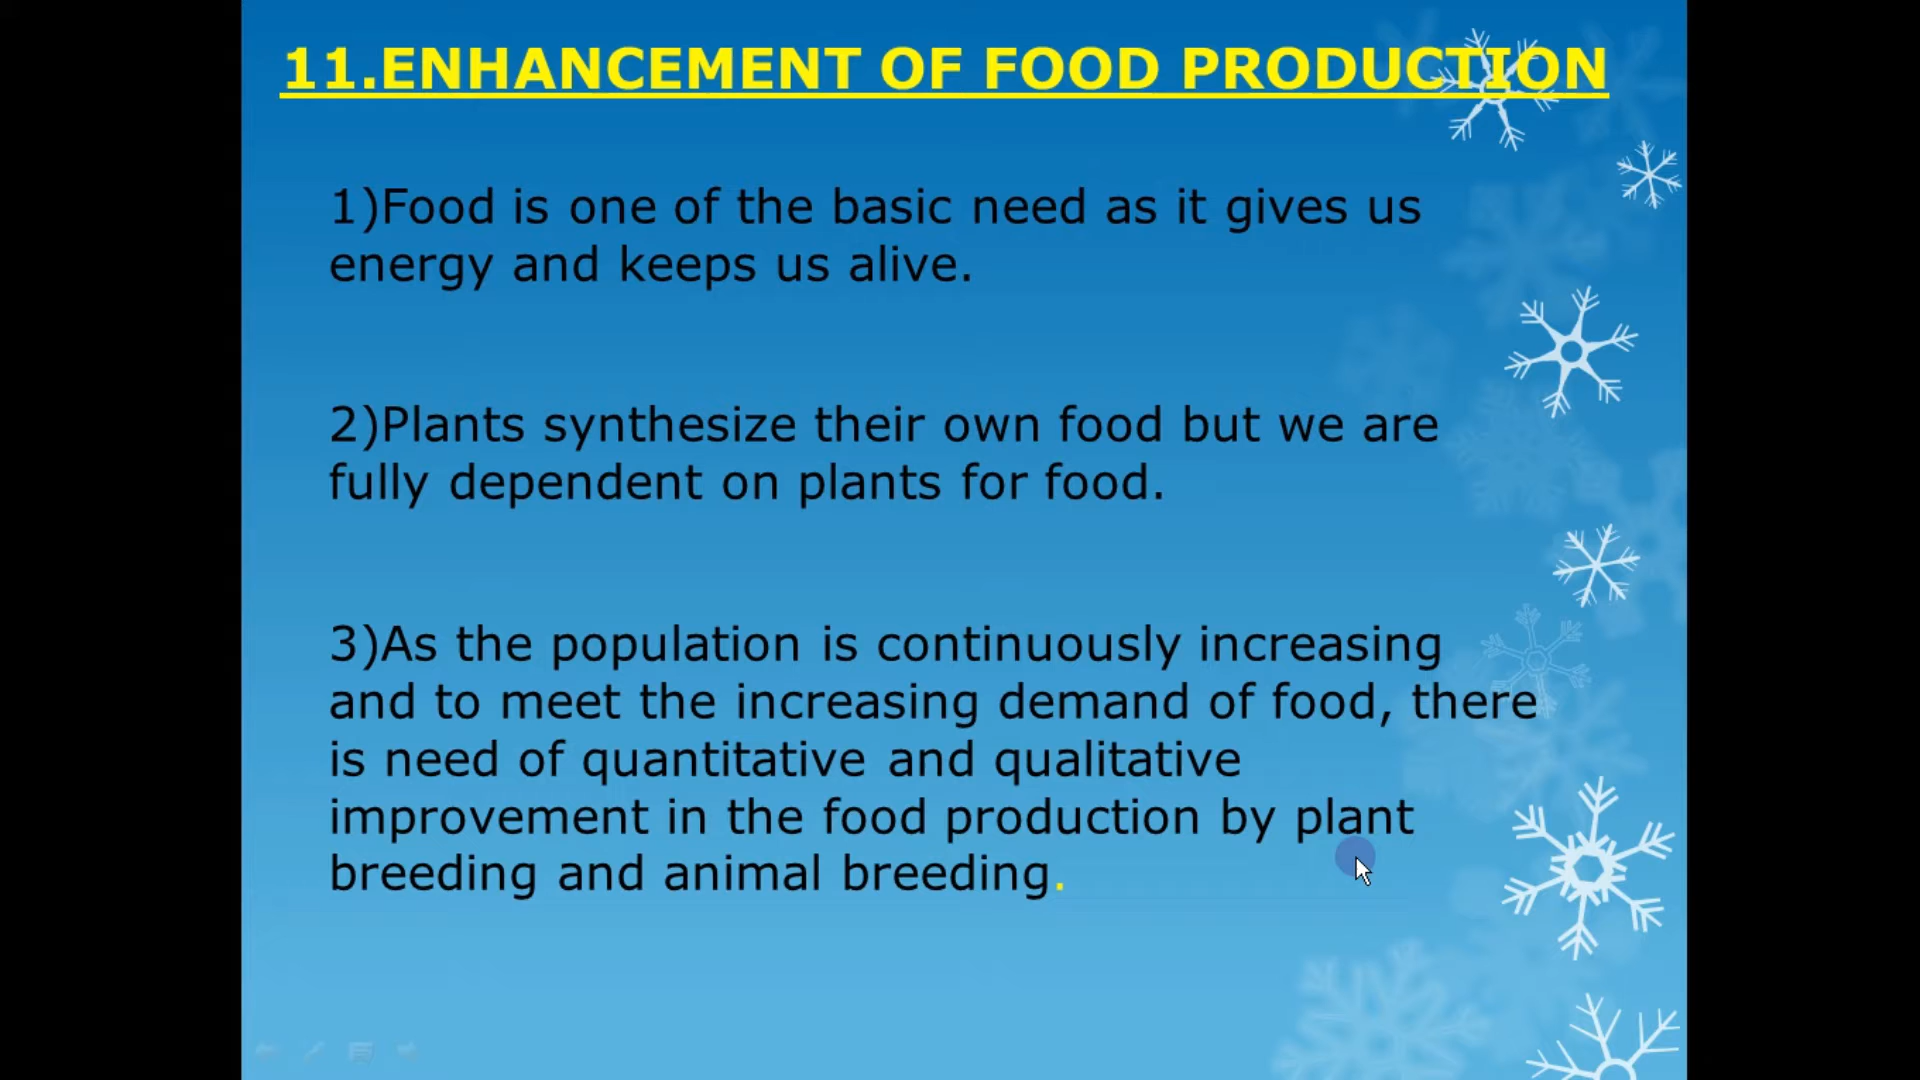 11.ENHANCEMENT OF FOOD PRODUCTION
1)Food is one of the basic need as it gives us
energy and keeps us alive.
2)Plants synthesize their own food but we are
fully dependent on plants for food.
3)As the population is continuously increasing
and to meet the increasing demand of food, there
is need of quantitative and qualitative
improvement in the food production by plant
breeding and animal breeding.